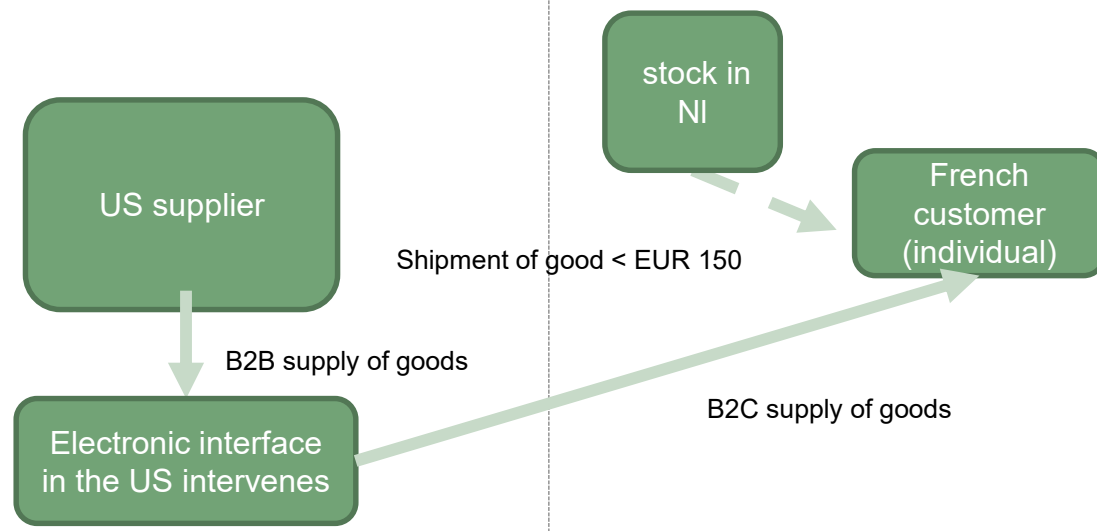 stock in
Nl
US supplier
French
customer
(individual)
Shipment of good < EUR 150
B2B supply of goods
B2C supply of goods
Electronic interface
in the US intervenes